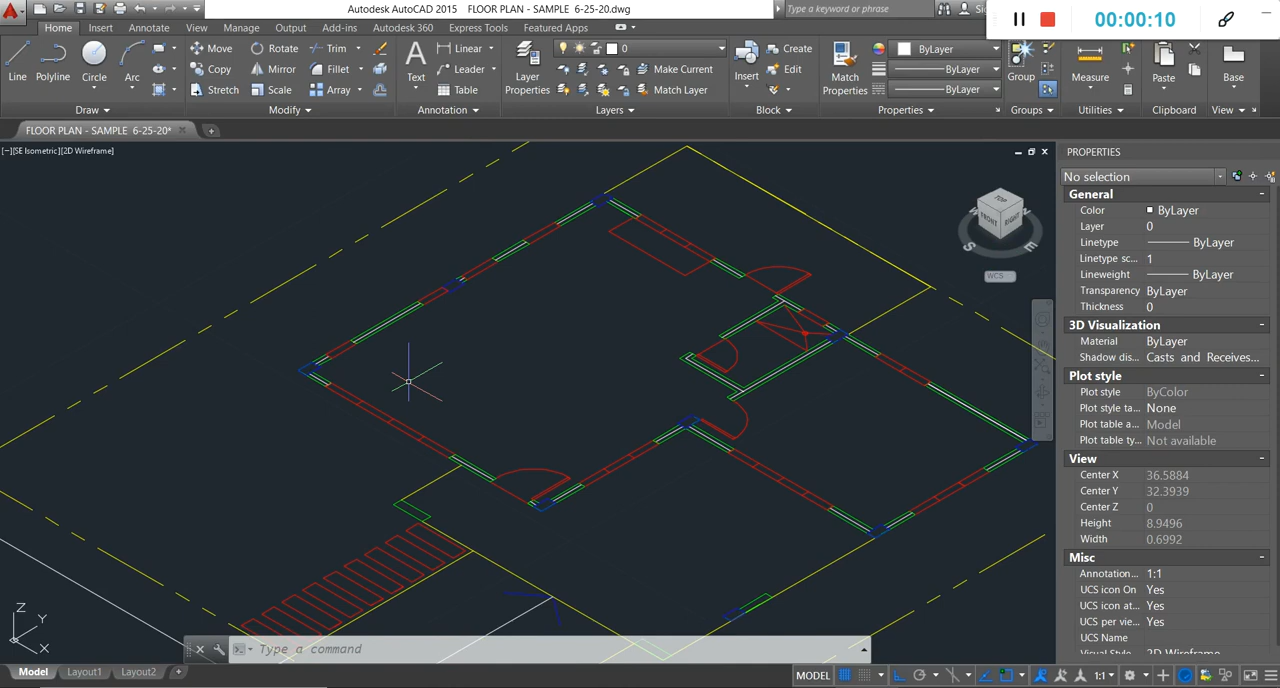 Autodesk AutoCAD 2015 FLOOR PLAN - SAMPLE 6-25-20.dwg
Type a keyword or phrase
00:00:10
Home Insert Annotate View Manage Output Add-ins Autodesk 360 Express Tools Featured Apps
Line Polyline Circle Arc
Move Rotate Trim
Copy Mirror Fillet
Stretch Scale Array
Text
Linear
Leader
Table
Layer Properties
0
Make Current
Match Layer
Insert
Create
Edit
Match Properties
ByLayer
ByLayer
ByLayer
Group
Measure
Paste
Base
Draw Modify Annotation Layers Block Properties Groups Utilities Clipboard View
FLOOR PLAN - SAMPLE 6-25-20*
[−][SE Isometric][2D Wireframe]
TOP
FRONT RIGHT
S E
WCS
Z
Y
X
PROPERTIES
No selection
General
Color ByLayer
Layer 0
Linetype ByLayer
Linetype sc... 1
Lineweight ByLayer
Transparency ByLayer
Thickness 0
3D Visualization
Material ByLayer
Shadow dis... Casts and Receives...
Plot style
Plot style ByColor
Plot style ta... None
Plot table a... Model
Plot table ty... Not available
View
Center X 36.5884
Center Y 32.3939
Center Z 0
Height 8.9496
Width 0.6992
Misc
Annotation... 1:1
UCS icon On Yes
UCS icon at... Yes
UCS per vie... Yes
UCS Name
Visual Style 2D Wireframe
Type a command
Model Layout1 Layout2
MODEL
1:1